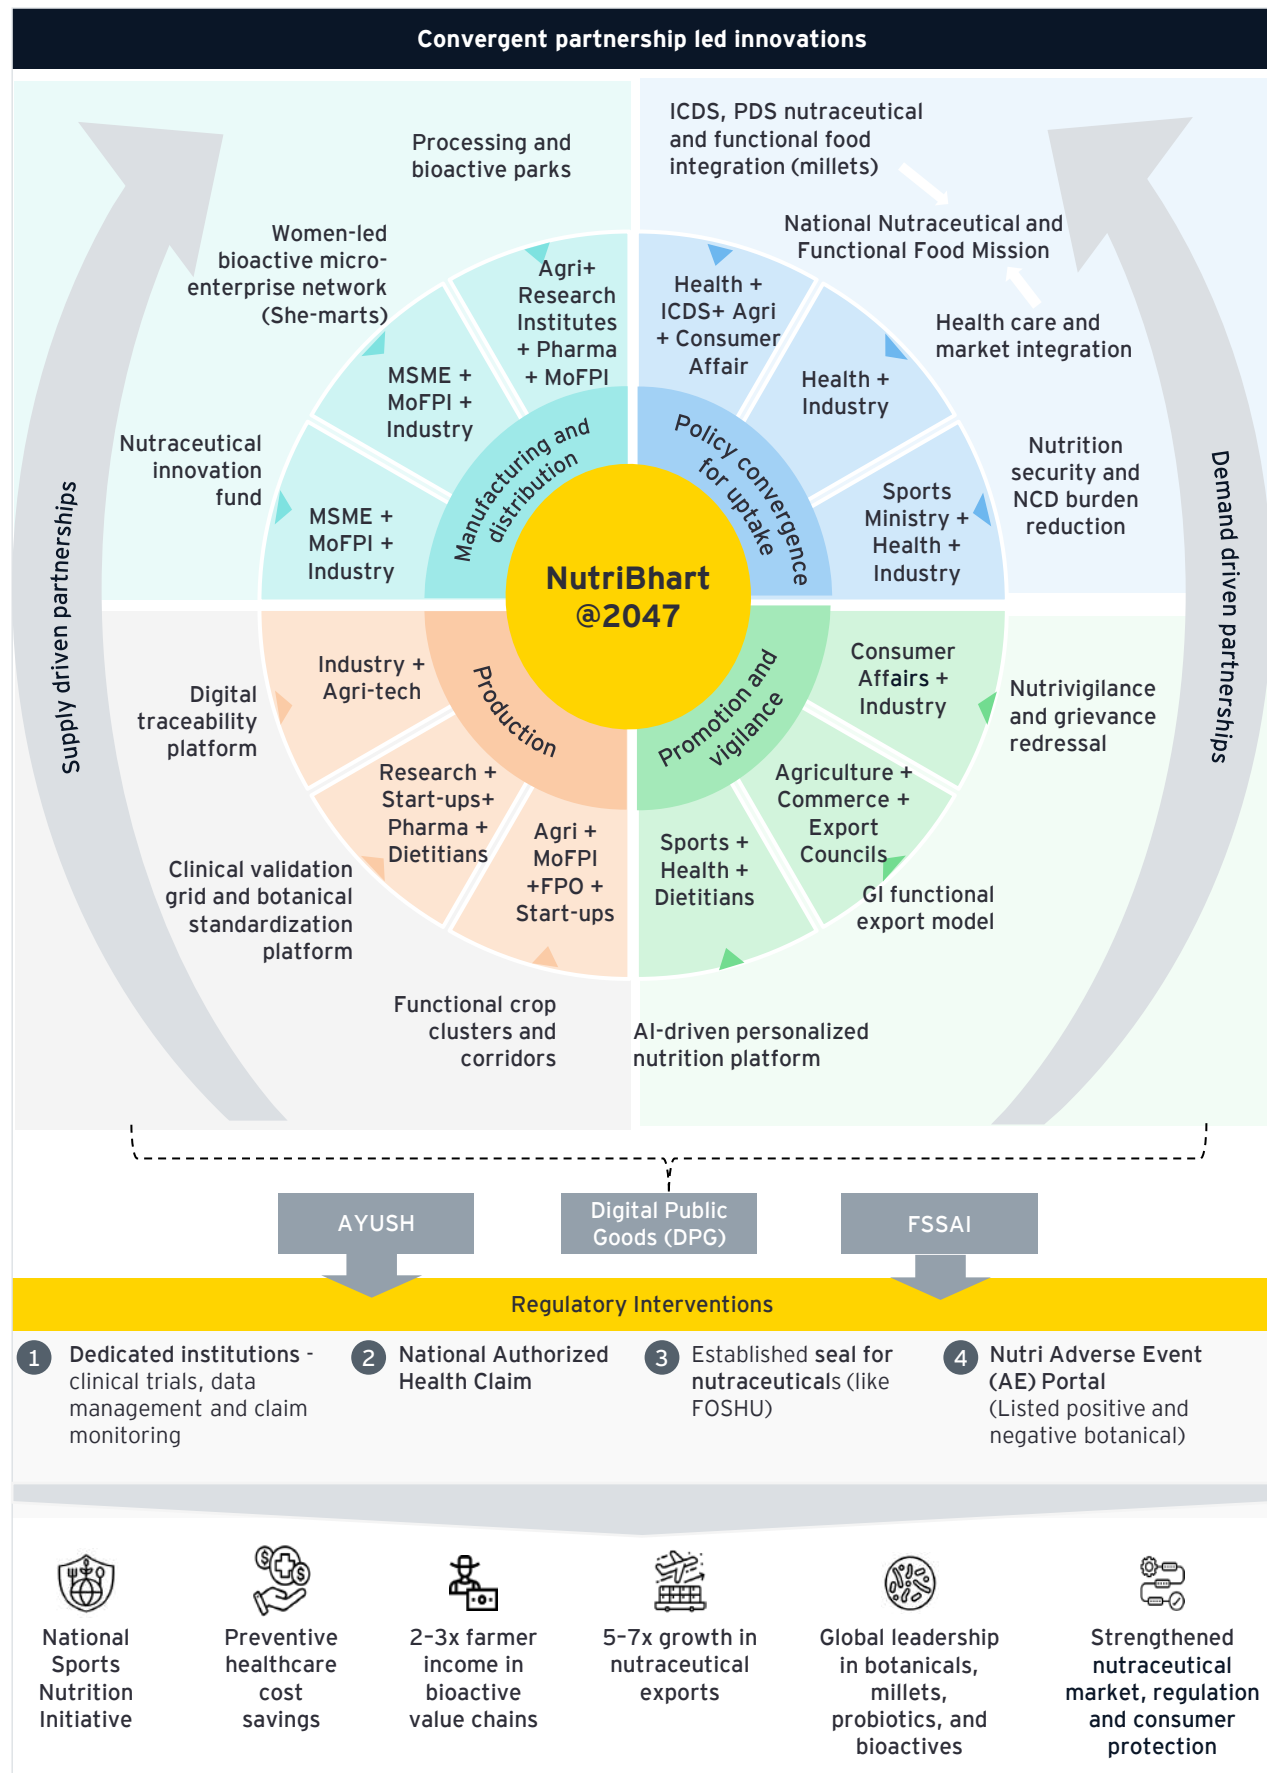 Convergent partnership led innovations
Processing and
bioactive parks
Women-led
bioactive micro-
enterprise network
(She-marts)
Nutraceutical
innovation
fund
Agri+
Research
Institutes
+ Pharma
+ MoFPI
MSME +
MoFPI +
Industry
MSME +
MoFPI +
Industry
Manufacturing and
distribution
Supply driven partnerships
ICDS, PDS nutraceutical
and functional food
integration (millets)
National Nutraceutical and
Functional Food Mission
Health care and
market integration
Nutrition
security and
NCD burden
reduction
Health +
ICDS+ Agri
+ Consumer
Affair
Health +
Industry
Sports
Ministry +
Health +
Industry
Policy convergence
for uptake
Demand driven partnerships
NutriBhart
@2047
Industry +
Agri-tech
Research +
Start-ups+
Pharma +
Dietitians
Agri +
MoFPI
+FPO +
Start-ups
Production
Digital
traceability
platform
Clinical validation
grid and botanical
standardization
platform
Functional crop
clusters and
corridors
Promotion and
vigilance
Consumer
Affairs +
Industry
Agriculture +
Commerce +
Export
Councils
Sports +
Health +
Dietitians
Nutrivigilance
and grievance
redressal
GI functional
export model
AI-driven personalized
nutrition platform
AYUSH
Digital Public
Goods (DPG)
FSSAI
Regulatory Interventions
1
Dedicated institutions -
clinical trials, data
management and claim
monitoring
2
National Authorized
Health Claim
3
Established seal for
nutraceuticals (like
FOSHU)
4
Nutri Adverse Event
(AE) Portal
(Listed positive and
negative botanical)
National
Sports
Nutrition
Initiative
Preventive
healthcare
cost
savings
2–3x farmer
income in
bioactive
value chains
5–7x growth in
nutraceutical
exports
Global leadership
in botanicals,
millets,
probiotics, and
bioactives
Strengthened
nutraceutical
market, regulation
and consumer
protection